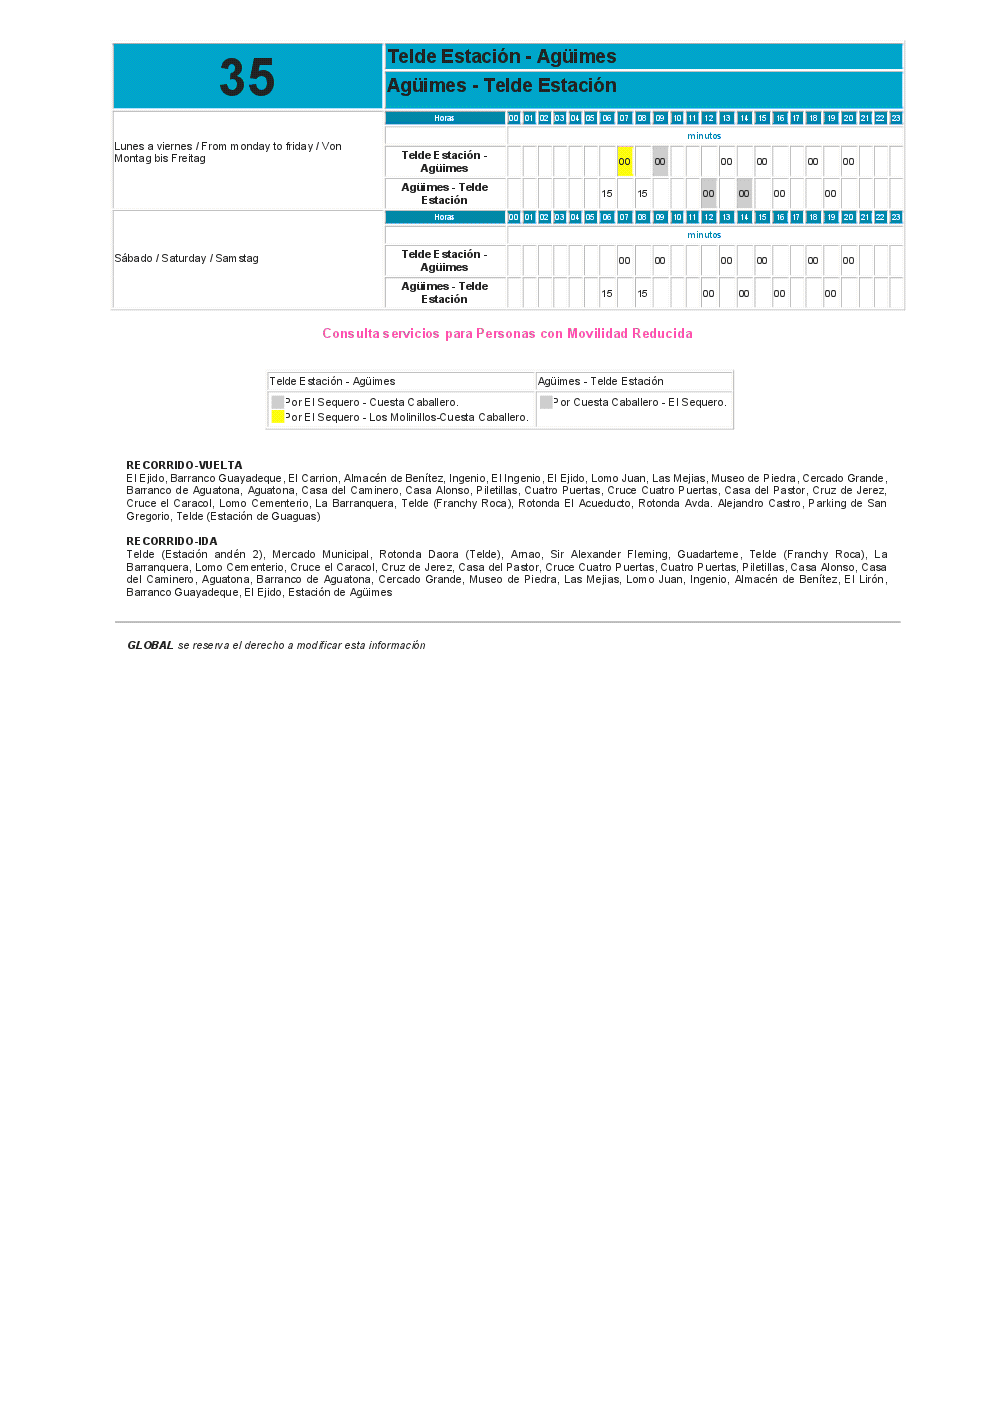 35
Telde Estación - Agüimes
Agüimes - Telde Estación
Horas 00 01 02 03 04 05 06 07 08 09 10 11 12 13 14 15 16 17 18 19 20 21 22 23
minutos
Lunes a viernes / From monday to friday / Von
Montag bis Freitag
Telde Estación -
Agüimes
00 00 00 00 00 00
Agüimes - Telde
Estación
15 15 00 00 00 00
Horas 00 01 02 03 04 05 06 07 08 09 10 11 12 13 14 15 16 17 18 19 20 21 22 23
minutos
Sábado / Saturday / Samstag
Telde Estación -
Agüimes
00 00 00 00 00 00
Agüimes - Telde
Estación
15 15 00 00 00 00
Consulta servicios para Personas con Movilidad Reducida
Telde Estación - Agüimes
Agüimes - Telde Estación
Por El Sequero - Cuesta Caballero.
Por El Sequero - Los Molinillos-Cuesta Caballero.
Por Cuesta Caballero - El Sequero.
RECORRIDO-VUELTA
El Ejido, Barranco Guayadeque, El Carrion, Almacén de Benítez, Ingenio, El Ingenio, El Ejido, Lomo Juan, Las Mejias, Museo de Piedra, Cercado Grande,
Barranco de Aguatona, Aguatona, Casa del Caminero, Casa Alonso, Piletillas, Cuatro Puertas, Cruce Cuatro Puertas, Casa del Pastor, Cruz de Jerez,
Cruce el Caracol, Lomo Cementerio, La Barranquera, Telde (Franchy Roca), Rotonda El Acueducto, Rotonda Avda. Alejandro Castro, Parking de San
Gregorio, Telde (Estación de Guaguas)
RECORRIDO-IDA
Telde (Estación andén 2), Mercado Municipal, Rotonda Daora (Telde), Arnao, Sir Alexander Fleming, Guadarteme, Telde (Franchy Roca), La
Barranquera, Lomo Cementerio, Cruce el Caracol, Cruz de Jerez, Casa del Pastor, Cruce Cuatro Puertas, Cuatro Puertas, Piletillas, Casa Alonso, Casa
del Caminero, Aguatona, Barranco de Aguatona, Cercado Grande, Museo de Piedra, Las Mejias, Lomo Juan, Ingenio, Almacén de Benítez, El Lirón,
Barranco Guayadeque, El Ejido, Estación de Agüimes
GLOBAL se reserva el derecho a modificar esta información